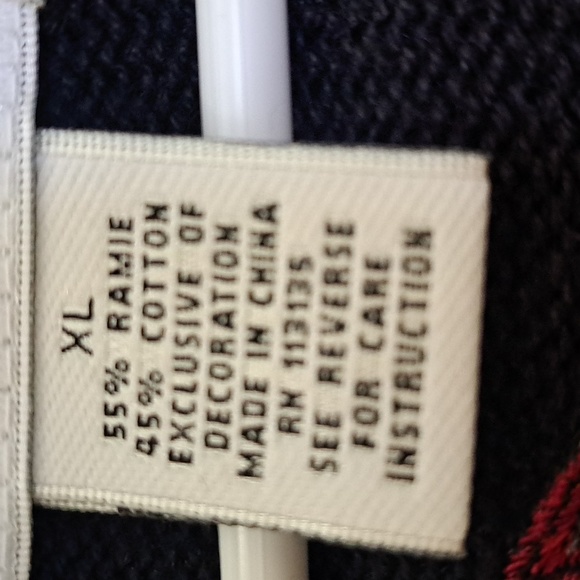 XL
55% RAMIE
45% COTTON
EXCLUSIVE OF
DECORATION
MADE IN CHINA
RN 113135
SEE REVERSE
FOR CARE
INSTRUCTION